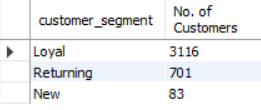 customer_segment No. of Customers
Loyal 3116
Returning 701
New 83